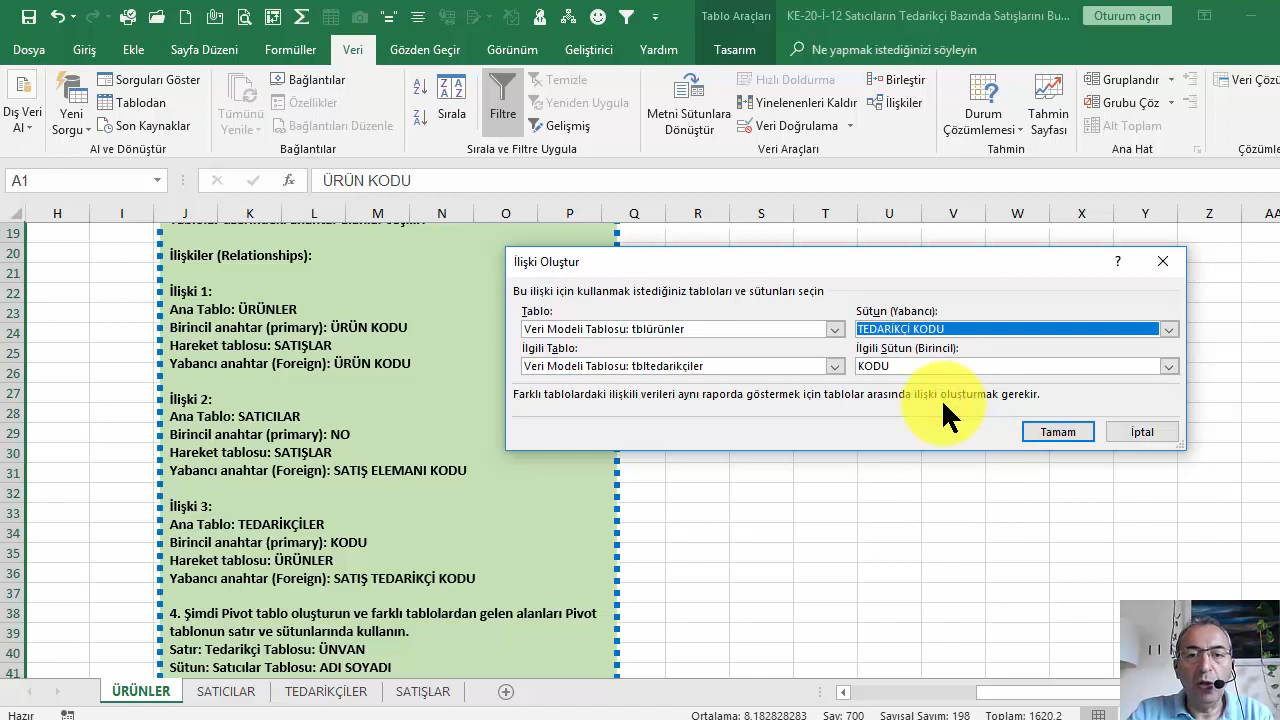 Tablo Araçları
KE-20-İ-12 Satıcıların Tedarikçi Bazında Satışlarını Bu...
Oturum açın
Dosya
Giriş
Ekle
Sayfa Düzeni
Formüller
Veri
Gözden Geçir
Görünüm
Geliştirici
Yardım
Tasarım
Ne yapmak istediğinizi söyleyin
Dış Veri
Al
Yeni
Sorgu
Sorguları Göster
Tablodan
Son Kaynaklar
Al ve Dönüştür
Tümünü
Yenile
Bağlantılar
Özellikler
Bağlantıları Düzenle
Bağlantılar
Sırala
Filtre
Temizle
Yeniden Uygula
Gelişmiş
Sırala ve Filtre Uygula
Metni Sütunlara
Dönüştür
Hızlı Doldurma
Yinelenenleri Kaldır
Veri Doğrulama
Birleştir
İlişkiler
Veri Araçları
Durum
Çözümlemesi
Tahmin
Sayfası
Tahmin
Gruplandır
Grubu Çöz
Alt Toplam
Ana Hat
Veri Çözü
Çözümle
A1
fx
ÜRÜN KODU
H I J K L M N O P Q R S T U V W X Y Z AA
19
20
21
22
23
24
25
26
27
28
29
30
31
32
33
34
35
36
37
38
39
40
41
İlişkiler (Relationships):
İlişki 1:
Ana Tablo: ÜRÜNLER
Birincil anahtar (primary): ÜRÜN KODU
Hareket tablosu: SATIŞLAR
Yabancı anahtar (Foreign): ÜRÜN KODU
İlişki 2:
Ana Tablo: SATICILAR
Birincil anahtar (primary): NO
Hareket tablosu: SATIŞLAR
Yabancı anahtar (Foreign): SATIŞ ELEMANI KODU
İlişki 3:
Ana Tablo: TEDARİKÇİLER
Birincil anahtar (primary): KODU
Hareket tablosu: ÜRÜNLER
Yabancı anahtar (Foreign): SATIŞ TEDARİKÇİ KODU
4. Şimdi Pivot tablo oluşturun ve farklı tablolardan gelen alanları Pivot
tablonun satır ve sütunlarında kullanın.
Satır: Tedarikçi Tablosu: ÜNVAN
Sütun: Satıcılar Tablosu: ADI SOYADI
İlişki Oluştur
?
Bu ilişki için kullanmak istediğiniz tabloları ve sütunları seçin
Tablo:
Sütun (Yabancı):
Veri Modeli Tablosu: tblürünler
TEDARİKÇİ KODU
İlgili Tablo:
İlgili Sütun (Birincil):
Veri Modeli Tablosu: tbltedarikçiler
KODU
Farklı tablolardaki ilişkili verileri aynı raporda göstermek için tablolar arasında ilişki oluşturmak gerekir.
Tamam
İptal
ÜRÜNLER
SATICILAR
TEDARİKÇİLER
SATIŞLAR
Hazır
Ortalama: 8.182828283
Say: 700
Sayısal Sayım: 198
Toplam: 1620.2